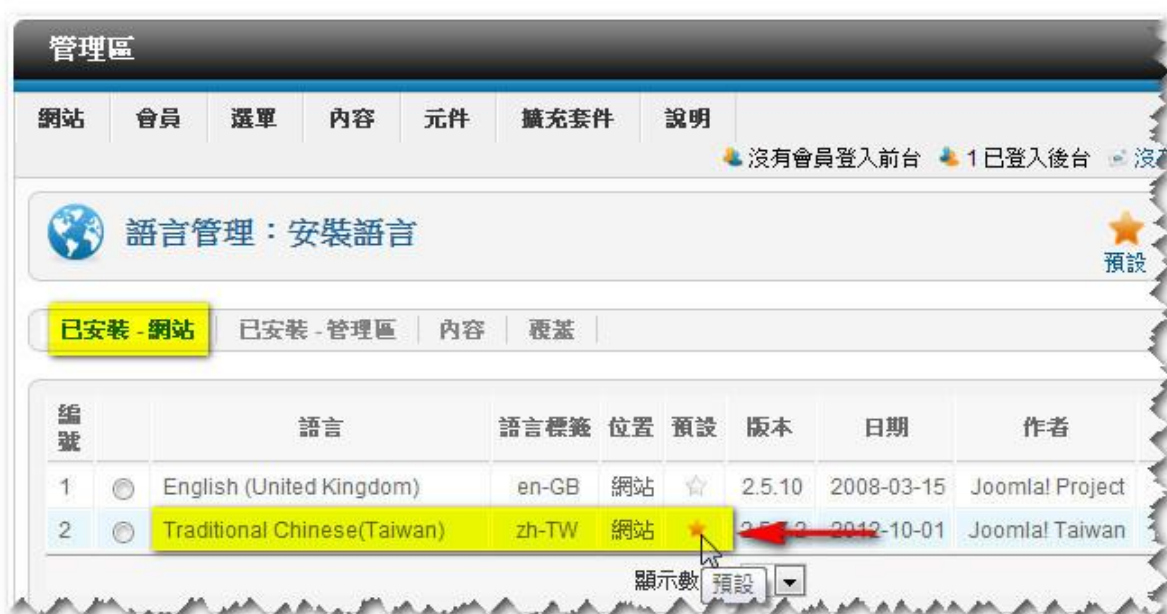 管理區
網站 會員 選單 內容 元件 擴充套件 說明
沒有會員登入前台 1 已登入後台
語言管理:安裝語言
預設
已安裝 - 網站 已安裝 - 管理區 內容 覆蓋
編號 語言 語言標籤 位置 預設 版本 日期 作者
1 English (United Kingdom) en-GB 網站 2.5.10 2008-03-15 Joomla! Project
2 Traditional Chinese(Taiwan) zh-TW 網站 2012-10-01 Joomla! Taiwan
顯示數
預設